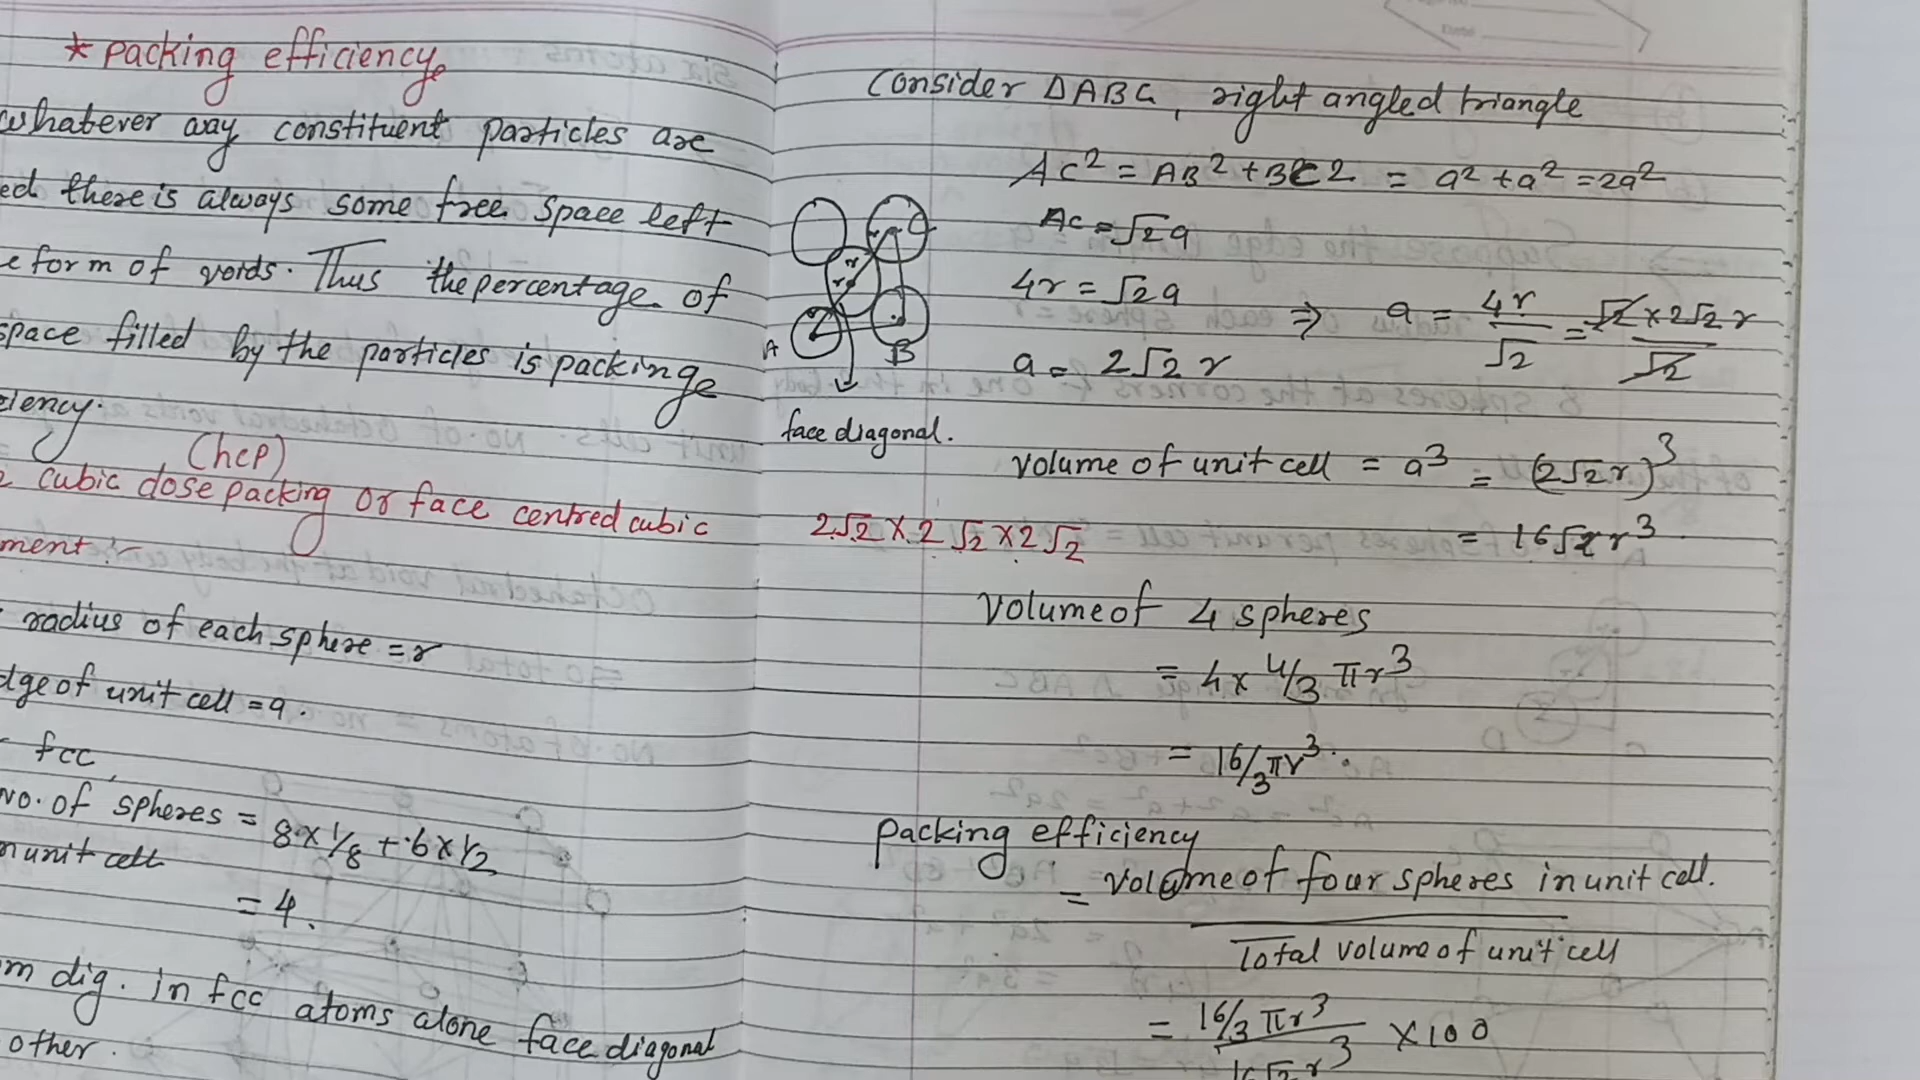 * packing efficiency
whatever way constituent particles are
ed there is always some free space left
e form of voids. Thus the percentage of
space filled by the particles is packinge
ciency.
(hcp)
cubic close packing or face centred cubic
ment :-
radius of each sphere = r
dge of unit cell = a.
fcc,
No. of spheres = 8 x 1/8 + 6 x 1/2
n unit cell
= 4.
m dig. in fcc atoms alone face diagonal
other.
Consider ΔABC, right angled triangle
AC² = AB² + BC² = a² + a² = 2a²
AC = √2a
4r = √2a ⇒ a = 4r/√2 = √2 x 2√2 r/√2
a = 2√2 r
C
r
r
A
B
face diagonal.
volume of unit cell = a³ = (2√2r)³
2√2 x 2√2 x 2√2
= 16√2 r³
Volume of 4 spheres
= 4 x 4/3 πr³
= 16/3 πr³.
packing efficiency
= volume of four spheres in unit cell.
Total volume of unit cell
= 16/3 πr³ x 100
16√2 r³